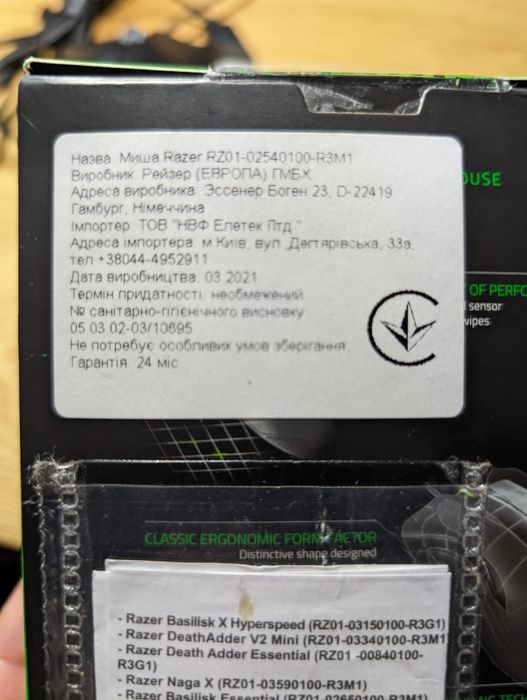 Назва: Миша Razer RZ01-02540100-R3M1
Виробник: Рейзер (ЕВРОПА) ГМБХ
Адреса виробника: Эссенер Боген 23, D-22419
Гамбург, Німеччина
Імпортер: ТОВ "НВФ Елетек Лтд."
Адреса імпортера: м.Київ, вул .Дегтярівська, 33а,
тел +38044-4952911
Дата виробництва: 03.2021
Термін придатності: необмежений
№ санітарно-гігієнічного висновку
05.03.02-03/10695
Не потребує особливих умов зберігання
Гарантія: 24 міс.
OUSE
OF PERFO
sensor
wipes
CLASSIC ERGONOMIC FORM FACTOR
Distinctive shape designed
- Razer Basilisk X Hyperspeed (RZ01-03150100-R3G1)
- Razer DeathAdder V2 Mini (RZ01-03340100-R3M1
- Razer Death Adder Essential (RZ01 -00840100-
R3G1)
- Razer Naga X (RZ01-03590100-R3M1)
- Razer Basilisk